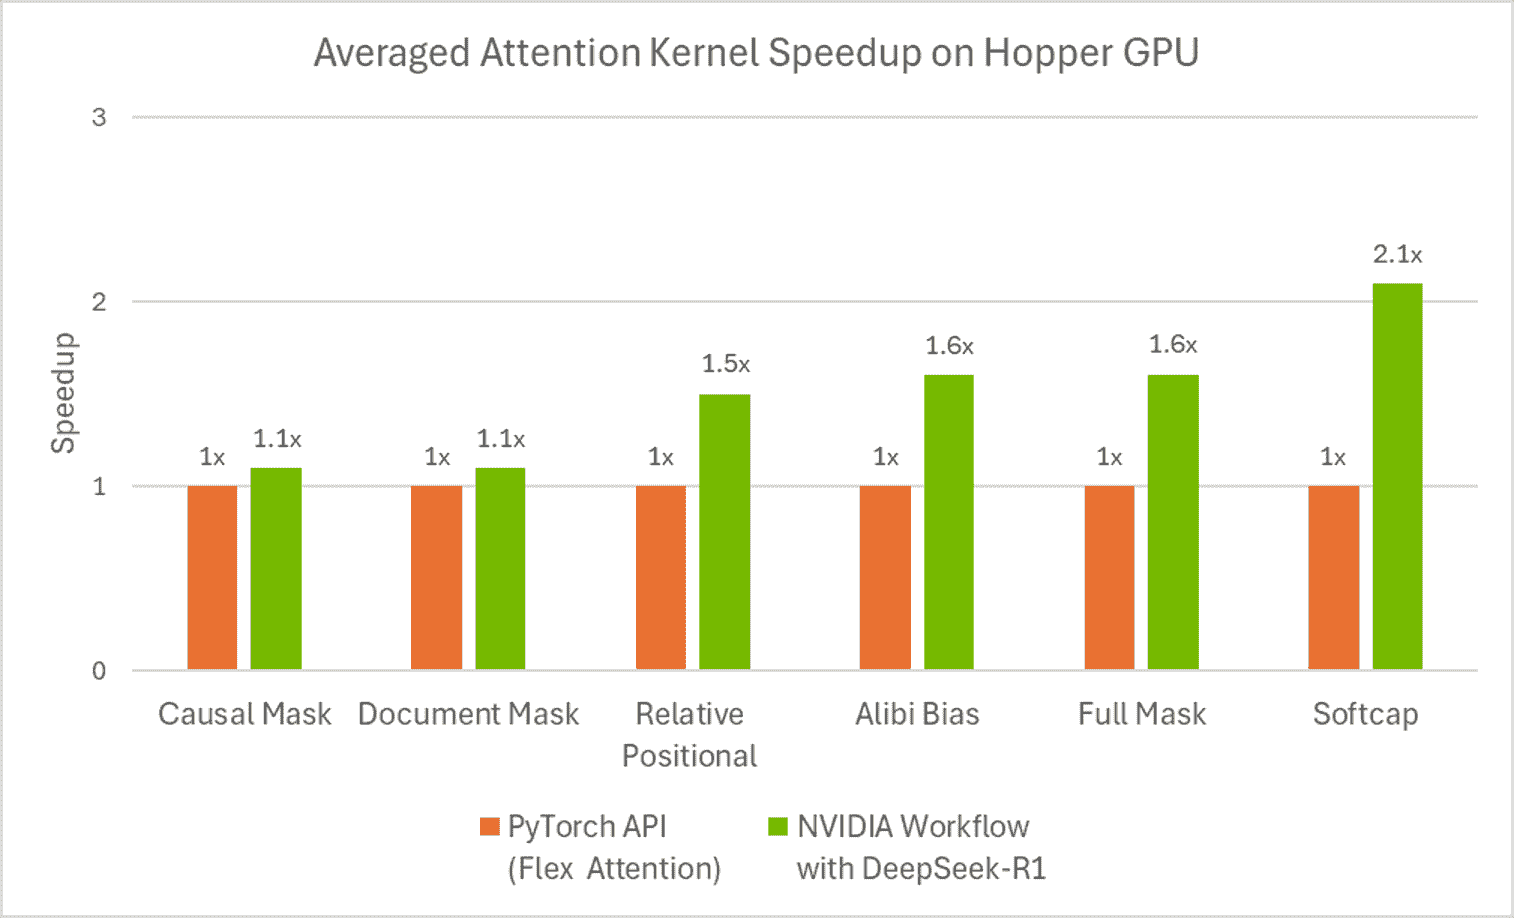 Averaged Attention Kernel Speedup on Hopper GPU
3
2
1
0
Speedup
1x
1.1x
1x
1.1x
1x
1.5x
1x
1.6x
1x
1.6x
1x
2.1x
Causal Mask
Document Mask
Relative
Positional
Alibi Bias
Full Mask
Softcap
PyTorch API
(Flex Attention)
NVIDIA Workflow
with DeepSeek-R1